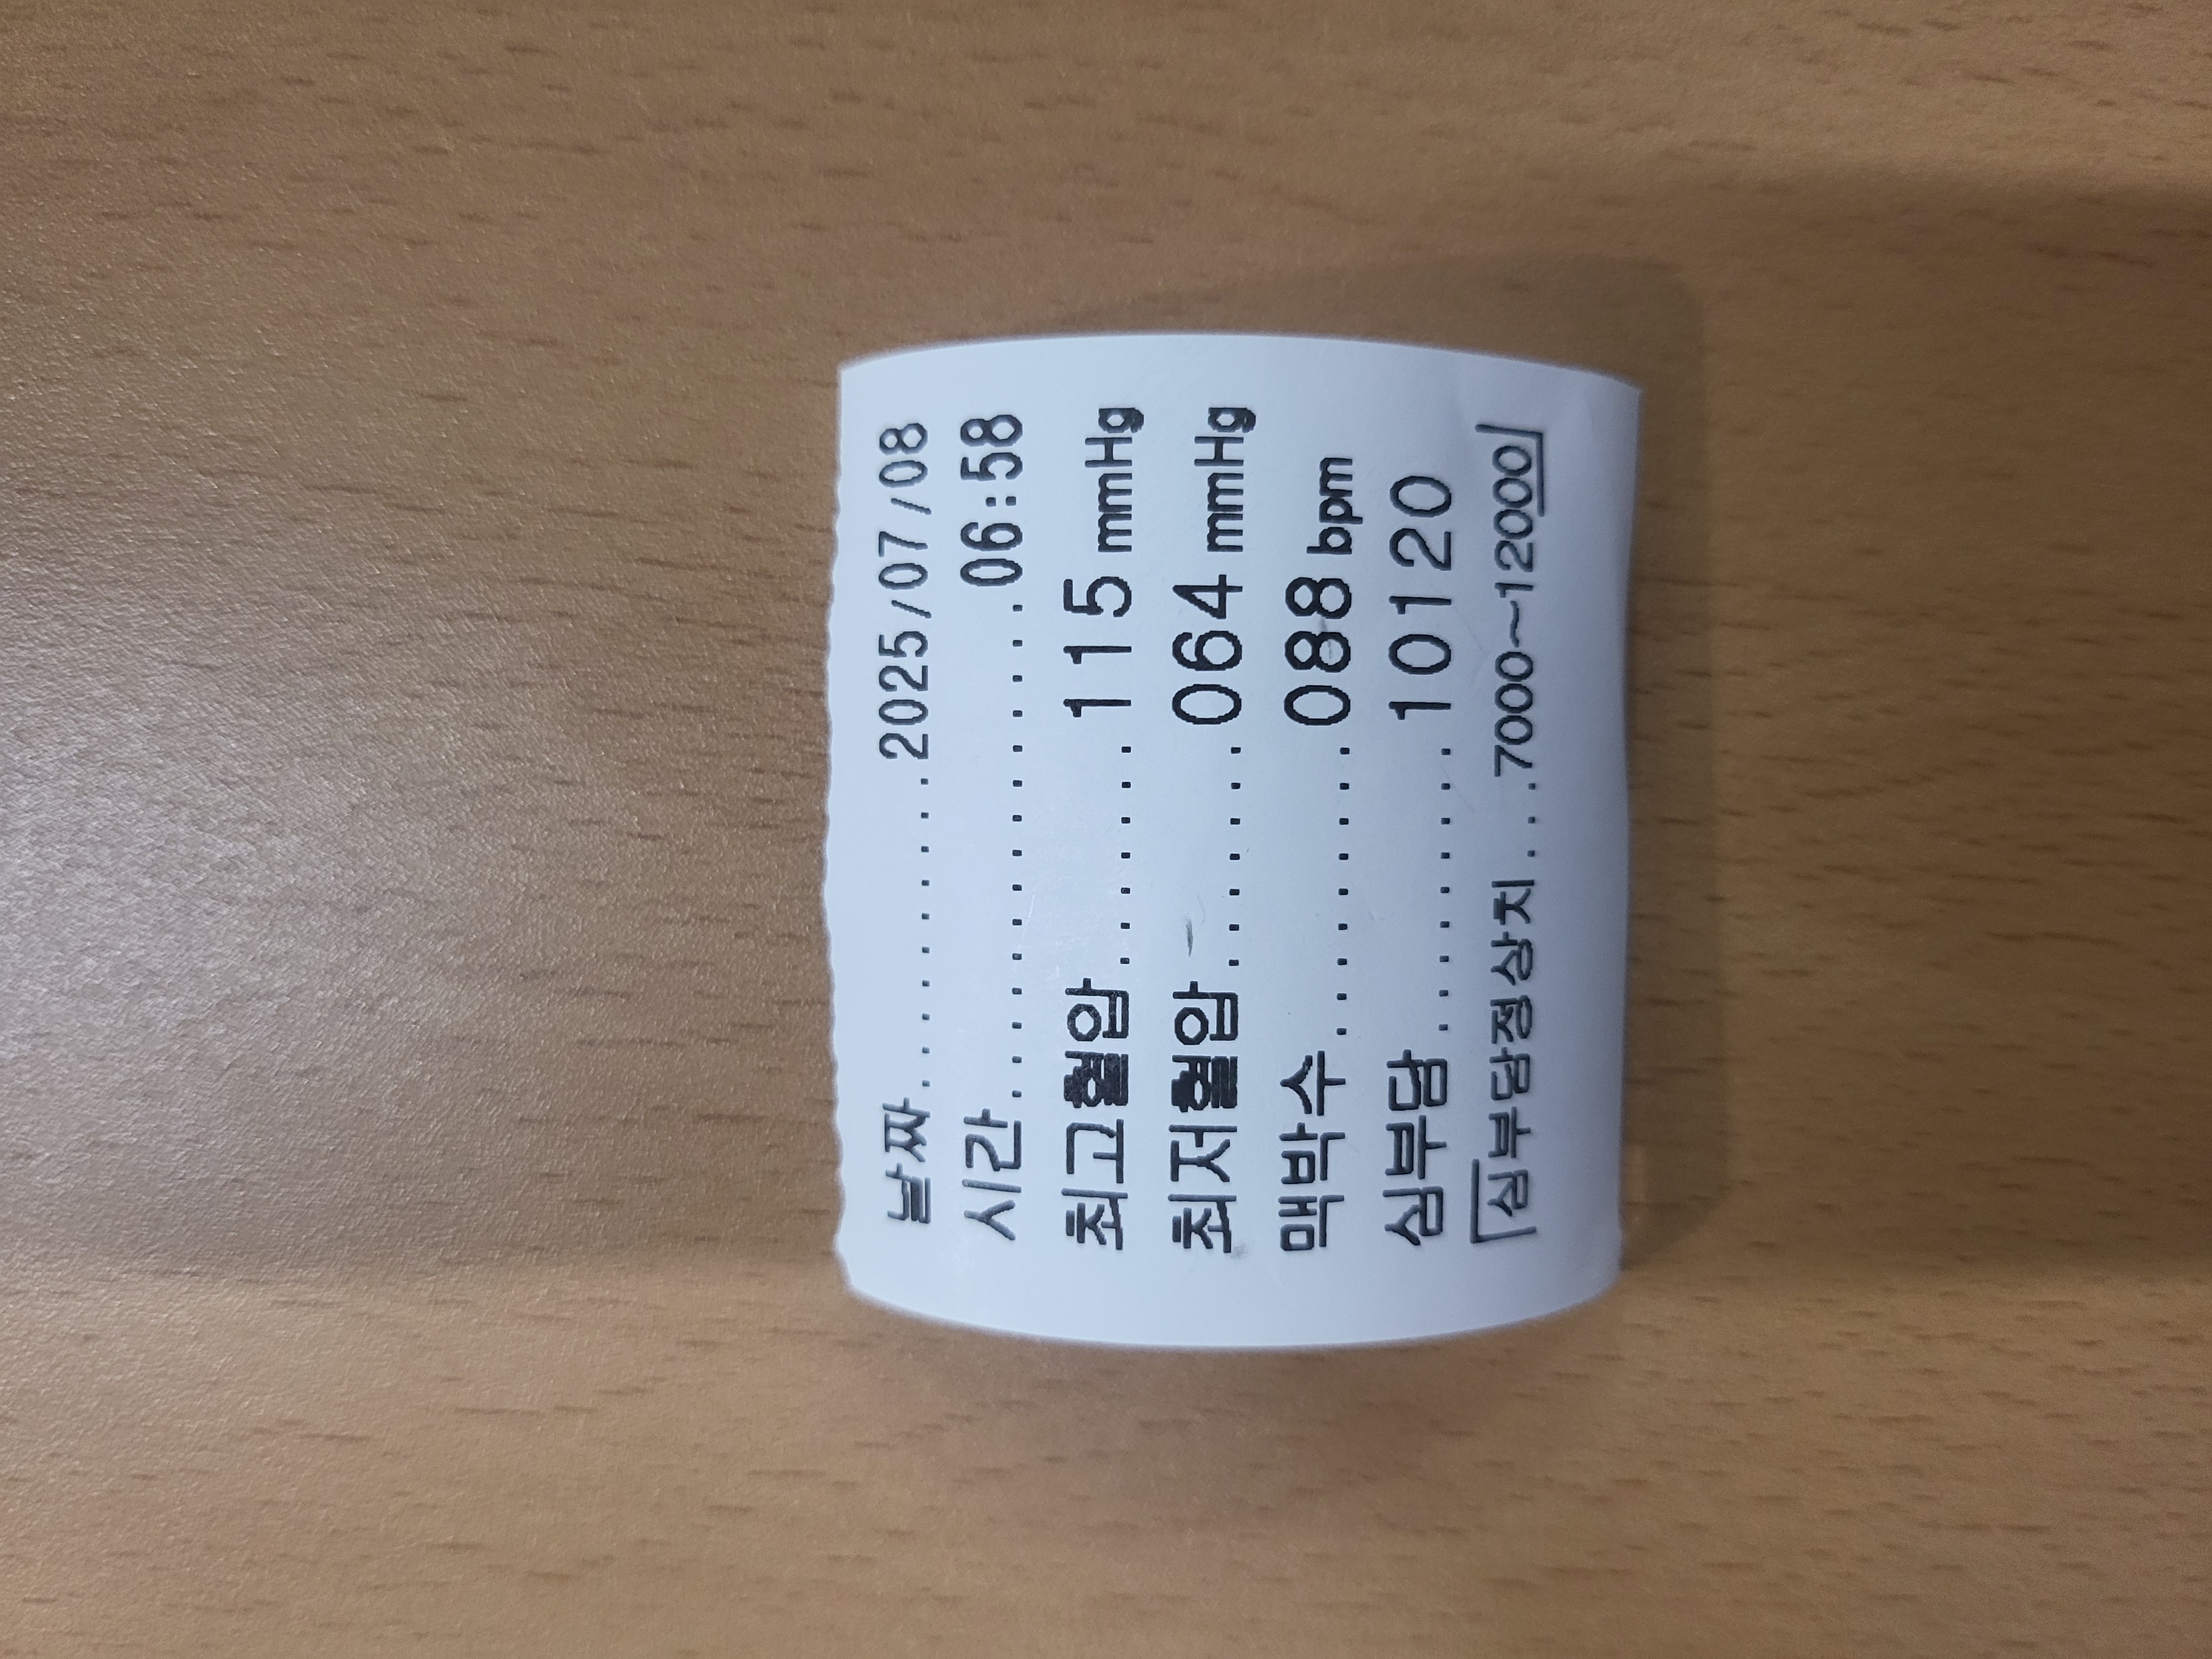 날짜..........2025/07/08
시간...............06:58
최고혈압.......115 mmHg
최저혈압.......064 mmHg
맥박수.........088 bpm
심부담.........10120
심부담정상치...7000~12000